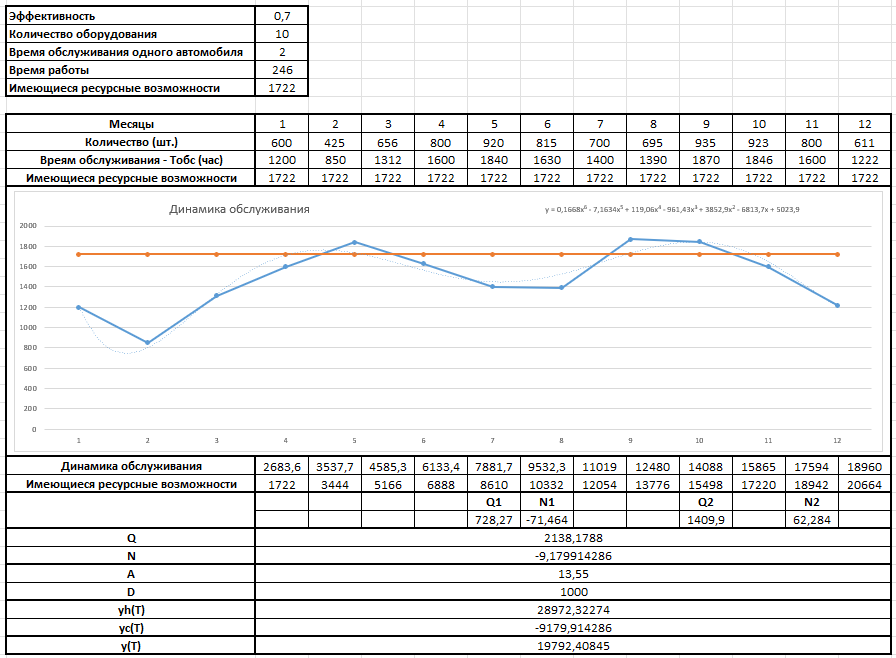 Эффективность 0,7
Количество оборудования 10
Время обслуживания одного автомобиля 2
Время работы 246
Имеющиеся ресурсные возможности 1722
Месяцы 1 2 3 4 5 6 7 8 9 10 11 12
Количество (шт.) 600 425 656 800 920 815 700 695 935 923 800 611
Вреям обслуживания - Тобс (час) 1200 850 1312 1600 1840 1630 1400 1390 1870 1846 1600 1222
Имеющиеся ресурсные возможности 1722 1722 1722 1722 1722 1722 1722 1722 1722 1722 1722 1722
Динамика обслуживания y = 0,1668x⁶ - 7,1634x⁵ + 119,06x⁴ - 961,43x³ + 3852,9x² - 6813,7x + 5023,9
2000
1800
1600
1400
1200
1000
800
600
400
200
0
1 2 3 4 5 6 7 8 9 10 11 12
Динамика обслуживания 2683,6 3537,7 4585,3 6133,4 7881,7 9532,3 11019 12480 14088 15865 17594 18960
Имеющиеся ресурсные возможности 1722 3444 5166 6888 8610 10332 12054 13776 15498 17220 18942 20664
Q1 N1 Q2 N2
728,27 -71,464 1409,9 62,284
Q 2138,1788
N -9,179914286
A 13,55
D 1000
yh(T) 28972,32274
yc(T) -9179,914286
y(T) 19792,40845